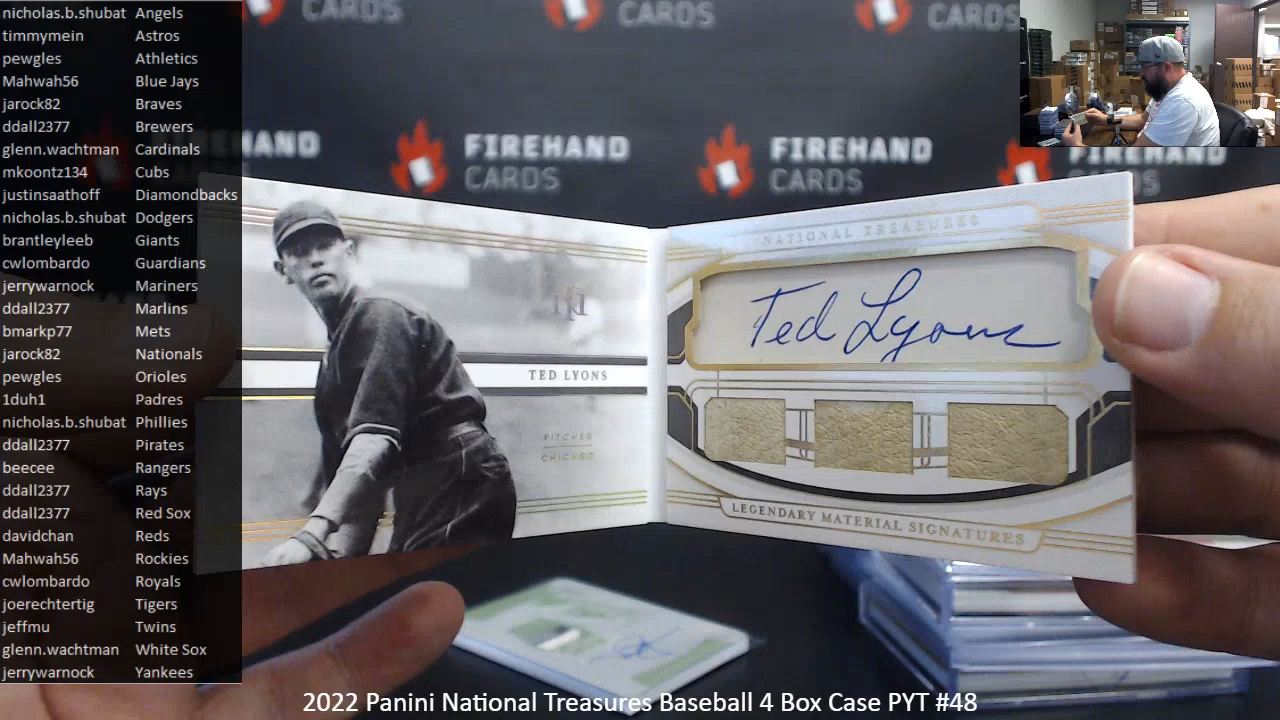 nicholas.b.shubat Angels
timmymein Astros
pewgles Athletics
Mahwah56 Blue Jays
jarock82 Braves
ddall2377 Brewers
glenn.wachtman Cardinals
mkoontz134 Cubs
justinsaathoff Diamondbacks
nicholas.b.shubat Dodgers
brantleyleeb Giants
cwlombardo Guardians
jerrywarnock Mariners
ddall2377 Marlins
bmarkp77 Mets
jarock82 Nationals
pewgles Orioles
1duh1 Padres
nicholas.b.shubat Phillies
ddall2377 Pirates
beecee Rangers
ddall2377 Rays
ddall2377 Red Sox
davidchan Reds
Mahwah56 Rockies
cwlombardo Royals
joerechtertig Tigers
jeffmu Twins
glenn.wachtman White Sox
jerrywarnock Yankees
CARDS
FIREHAND
CARDS
FIREHAND
CARDS
FIREHAND
CARDS
FIREHAND
CARDS
FIREHAND
TED LYONS
PITCHER
CHICAGO
NATIONAL TREASURES
Ted Lyons
LEGENDARY MATERIAL SIGNATURES
2022 Panini National Treasures Baseball 4 Box Case PYT #48